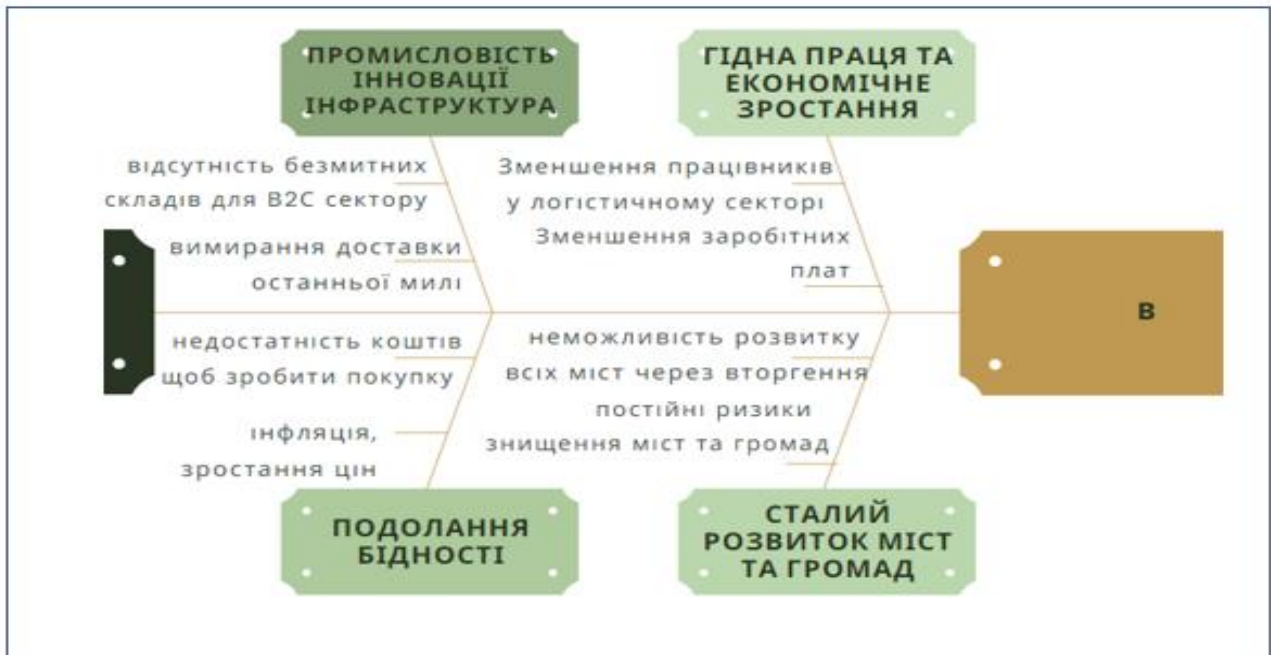 ПРОМИСЛОВІСТЬ
ІННОВАЦІЇ
ІНФРАСТРУКТУРА
ГІДНА ПРАЦЯ ТА
ЕКОНОМІЧНЕ
ЗРОСТАННЯ
відсутність безмитних
складів для B2C сектору
вимирання доставки
останньої милі
Зменшення працівників
у логістичному секторі
Зменшення заробітних
плат
В
недостатність коштів
щоб зробити покупку
інфляція,
зростання цін
неможливість розвитку
всіх міст через вторгення
постійні ризики
знищення міст та громад
ПОДОЛАННЯ
БІДНОСТІ
СТАЛИЙ
РОЗВИТОК МІСТ
ТА ГРОМАД